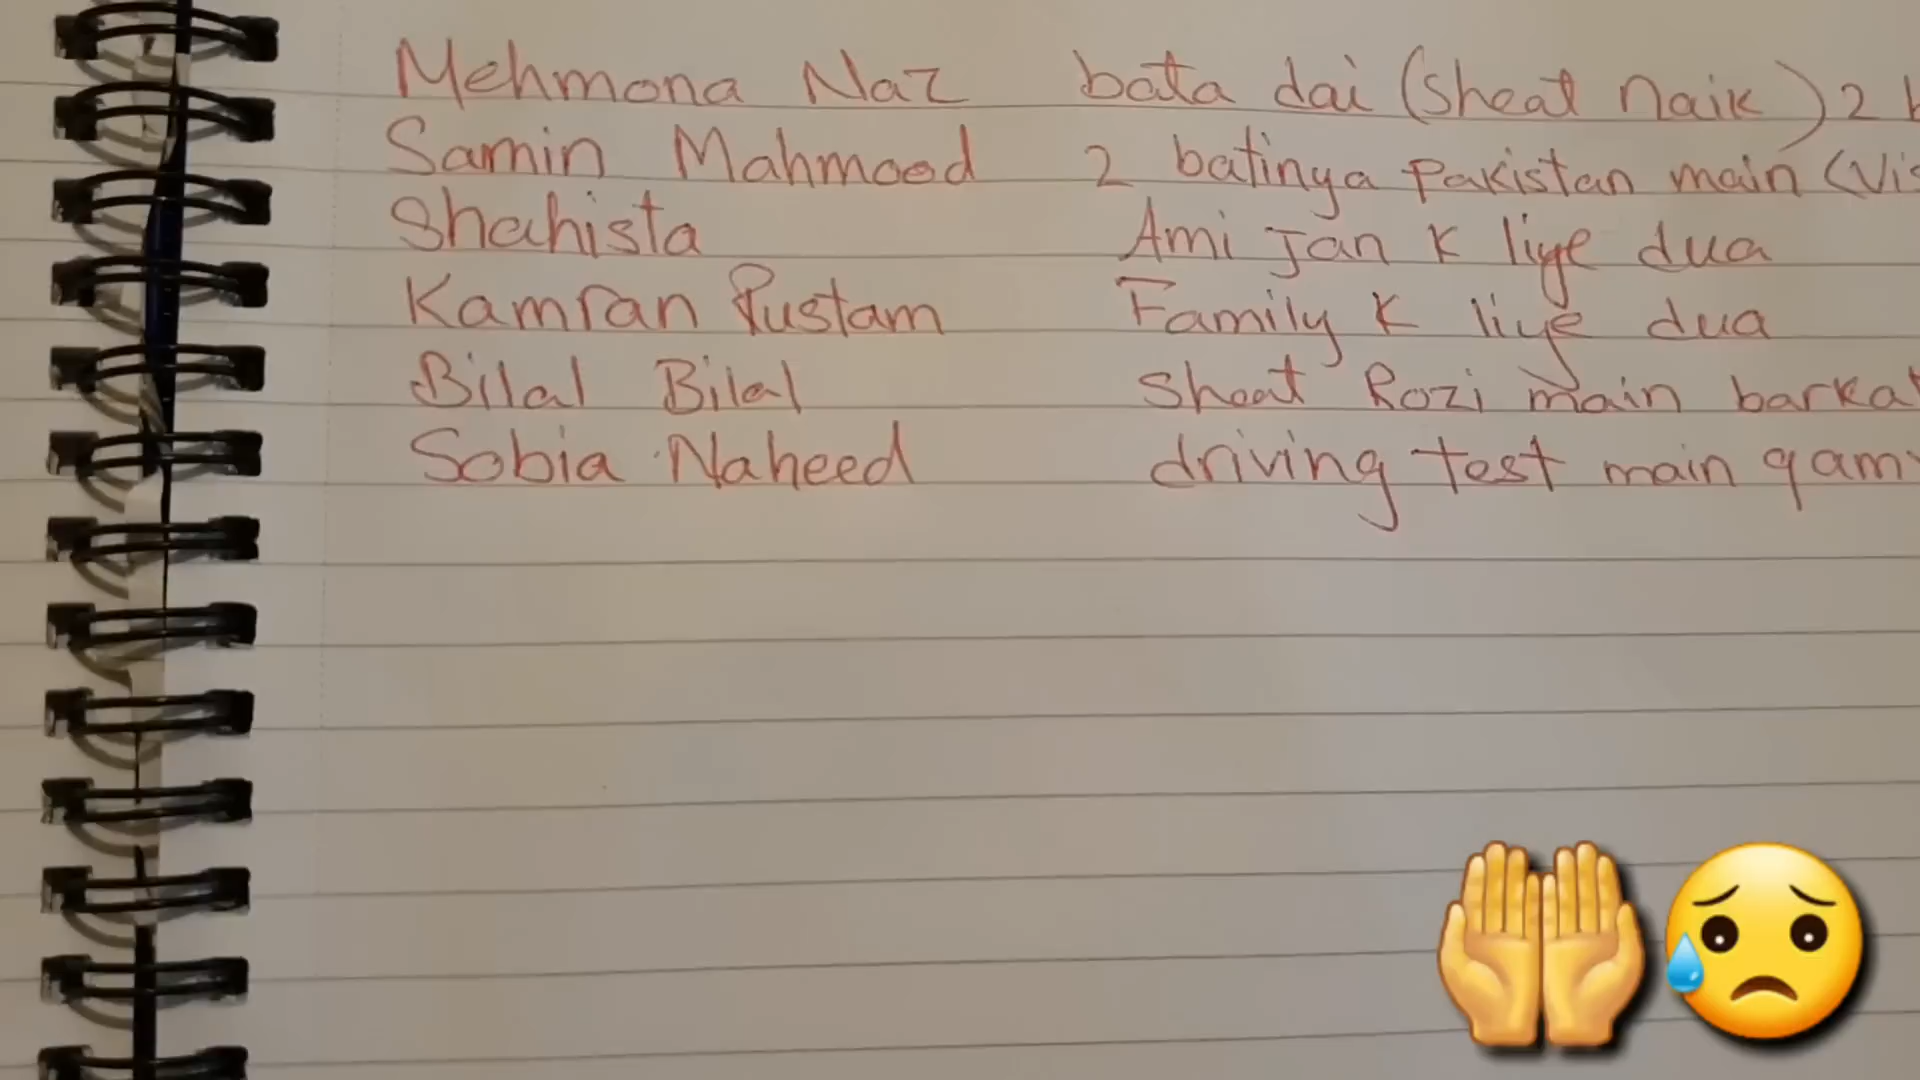 Mehmona Naz bata dai (Sheat naik) 2
Samin Mahmood 2 batinya Pakistan main
Shahista Ami Jan K liye dua
Kamran Rustam Family K liye dua
Bilal Bilal Sheat Rozi main barkat
Sobia Naheed driving test main